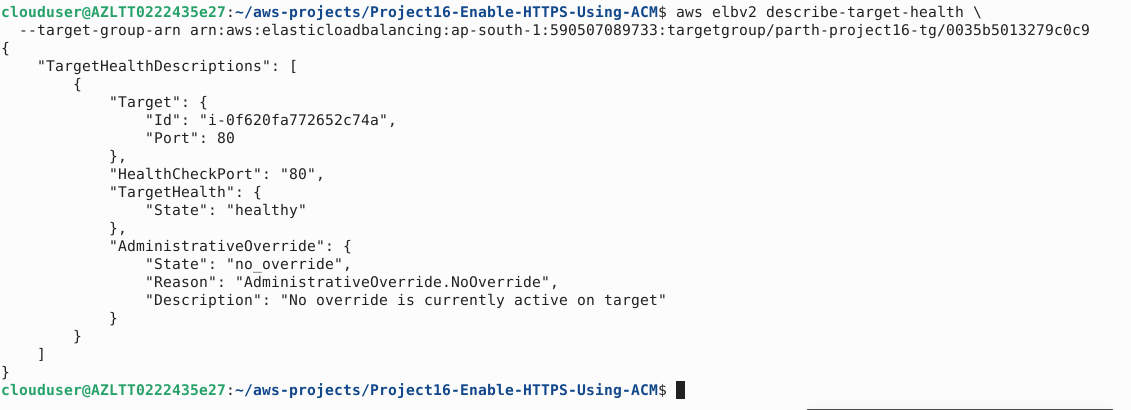 clouduser@AZLTT0222435e27:~/aws-projects/Project16-Enable-HTTPS-Using-ACM$ aws elbv2 describe-target-health \
  --target-group-arn arn:aws:elasticloadbalancing:ap-south-1:590507089733:targetgroup/parth-project16-tg/0035b5013279c0c9
{
    "TargetHealthDescriptions": [
        {
            "Target": {
                "Id": "i-0f620fa772652c74a",
                "Port": 80
            },
            "HealthCheckPort": "80",
            "TargetHealth": {
                "State": "healthy"
            },
            "AdministrativeOverride": {
                "State": "no_override",
                "Reason": "AdministrativeOverride.NoOverride",
                "Description": "No override is currently active on target"
            }
        }
    ]
}
clouduser@AZLTT0222435e27:~/aws-projects/Project16-Enable-HTTPS-Using-ACM$